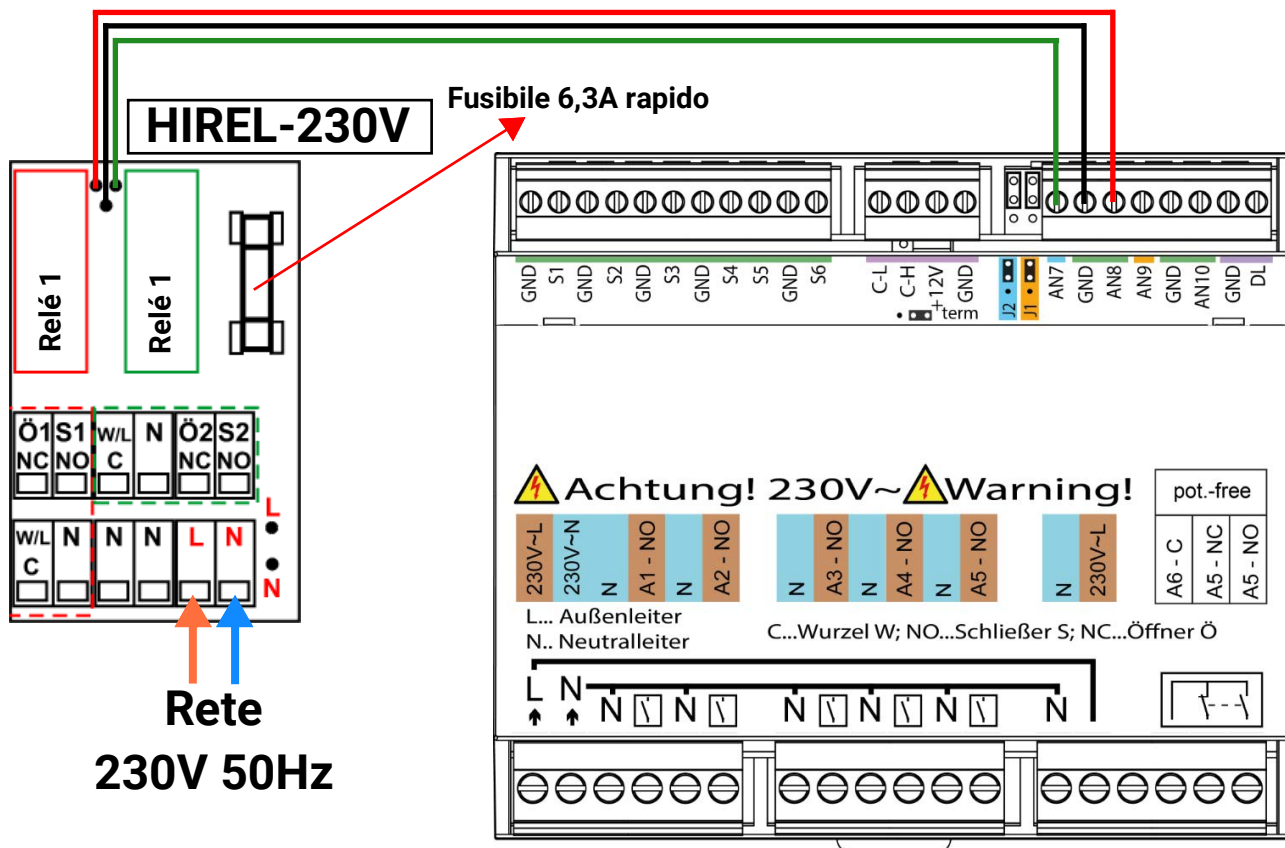 HIREL-230V
Fusibile 6,3A rapido
Relé 1
Relé 1
Ö1 S1 W/L N Ö2 S2
NC NO C NC NO
W/L N N N L N
C
L
N
Rete
230V 50Hz
GND S1 GND S2 GND S3 GND S4 S5 GND S6
C-L C-H +12V GND
term
J2 J1
AN7 GND AN8 AN9 GND AN10 GND DL
Achtung! 230V~ Warning!
pot.-free
230V~L 230V~N N A1 - NO N A2 - NO
N A3 - NO N A4 - NO N A5 - NO
N 230V~L
A6 - C A5 - NC A5 - NO
L... Außenleiter
N.. Neutralleiter
C...Wurzel W; NO...Schließer S; NC...Öffner Ö
L N N N N N N N